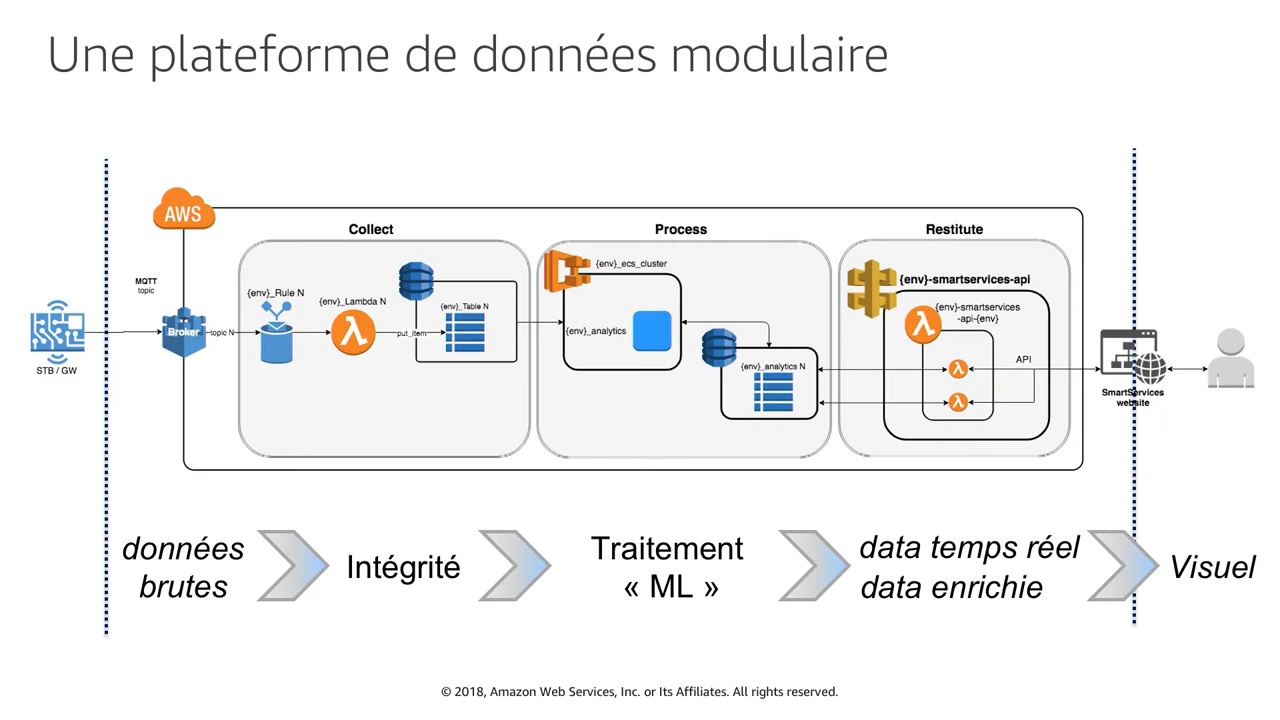 Une plateforme de données modulaire
AWS
Collect
Process
Restitute
MQTT
topic
{env}_Rule N
{env}_Lambda N
{env}_Table N
{env}_ecs_cluster
{env}-smartservices-api
{env}-smartservices
-api-{env}
Broker
topic N
put_item
{env}_analytics
{env}_analytics N
API
STB / GW
SmartServices
website
données
brutes
Intégrité
Traitement
« ML »
data temps réel
data enrichie
Visuel
© 2018, Amazon Web Services, Inc. or Its Affiliates. All rights reserved.